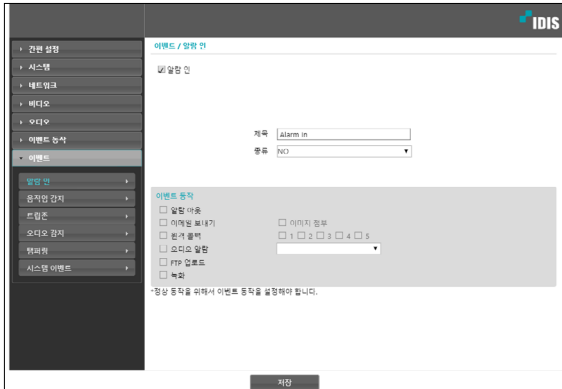 IDIS
간편 설정
시스템
네트워크
비디오
오디오
이벤트 동작
이벤트
알람 인
움직임 감지
트립존
오디오 감지
탬퍼링
시스템 이벤트
이벤트 / 알람 인
알람 인
제목 Alarm In
종류 NO
이벤트 동작
알람 아웃
이메일 보내기 이미지 첨부
원격 콜백 1 2 3 4 5
오디오 알람
FTP 업로드
녹화
*정상 동작을 위해서 이벤트 동작을 설정해야 합니다.
저장